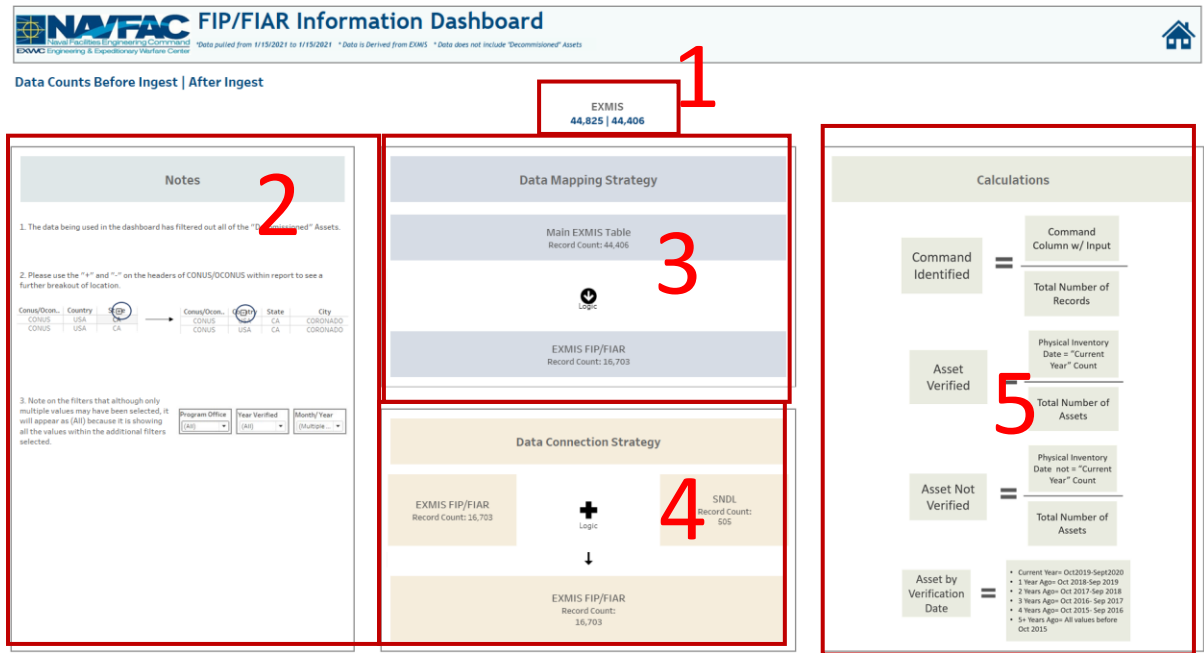 NAVFAC
Naval Facilities Engineering Command
EXWC Engineering & Expeditionary Warfare Center
FIP/FIAR Information Dashboard
*Data pulled from 1/15/2021 to 1/15/2021 * Data is Derived from EXMIS * Data does not include "Decommisioned" Assets
Data Counts Before Ingest | After Ingest
1
EXMIS
44,825 | 44,406
2
Notes
1. The data being used in the dashboard has filtered out all of the "Decommissioned" Assets.
2. Please use the "+" and "-" on the headers of CONUS/OCONUS within report to see a
further breakout of location.
Conus/Ocon.. Country
CONUS USA CA
CONUS USA CA
Conus/Ocon.. Country State City
CONUS USA CA CORONADO
CONUS USA CA CORONADO
3. Note on the filters that although only
multiple values may have been selected, it
will appear as (All) because it is showing
all the values within the additional filters
selected.
Program Office Year Verified Month/Year
(All) (All) (Multiple...
3
Data Mapping Strategy
Main EXMIS Table
Record Count: 44,406
Logic
EXMIS FIP/FIAR
Record Count: 16,703
4
Data Connection Strategy
EXMIS FIP/FIAR
Record Count: 16,703
Logic
SNDL
Record Count:
505
EXMIS FIP/FIAR
Record Count:
16,703
5
Calculations
Command
Identified
=
Command
Column w/ Input
Total Number of
Records
Asset
Verified
=
Physical Inventory
Date = "Current
Year" Count
Total Number of
Assets
Asset Not
Verified
=
Physical Inventory
Date not = "Current
Year" Count
Total Number of
Assets
Asset by
Verification
Date
=
• Current Year= Oct2019-Sept2020
• 1 Year Ago= Oct 2018-Sep 2019
• 2 Years Ago= Oct 2017-Sep 2018
• 3 Years Ago= Oct 2016- Sep 2017
• 4 Years Ago= Oct 2015- Sep 2016
• 5+ Years Ago= All values before
Oct 2015